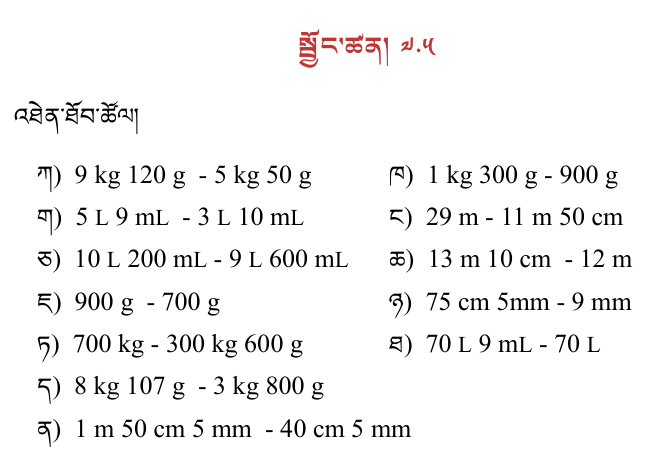 སྦྱོང་ཚན། ༧.༥
འཐེན་ཐོབ་ཚོལ།
ཀ) 9 kg 120 g - 5 kg 50 g ཁ) 1 kg 300 g - 900 g
ག) 5 L 9 mL - 3 L 10 mL ང) 29 m - 11 m 50 cm
ཅ) 10 L 200 mL - 9 L 600 mL ཆ) 13 m 10 cm - 12 m
ཇ) 900 g - 700 g ཉ) 75 cm 5mm - 9 mm
ཏ) 700 kg - 300 kg 600 g ཐ) 70 L 9 mL - 70 L
ད) 8 kg 107 g - 3 kg 800 g
ན) 1 m 50 cm 5 mm - 40 cm 5 mm